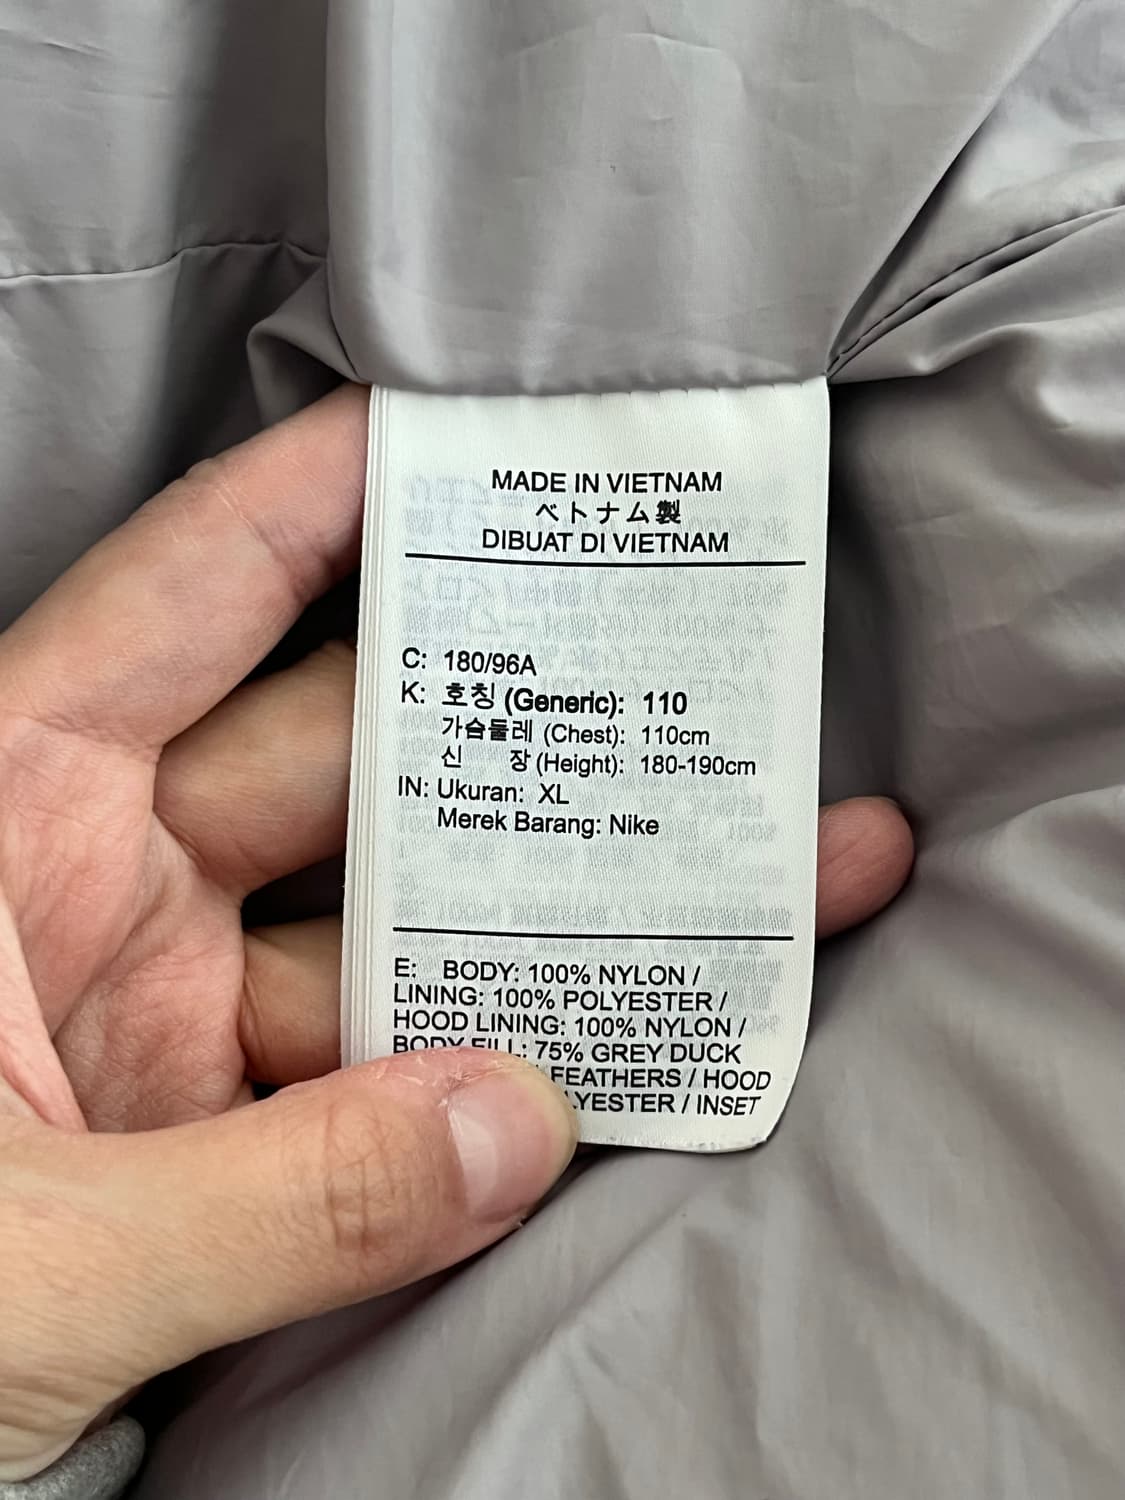 MADE IN VIETNAM
ベトナム製
DIBUAT DI VIETNAM
C: 180/96A
K: 호칭 (Generic): 110
가슴둘레 (Chest): 110cm
신 장 (Height): 180-190cm
IN: Ukuran: XL
Merek Barang: Nike
E: BODY: 100% NYLON /
LINING: 100% POLYESTER /
HOOD LINING: 100% NYLON /
BODY FILL: 75% GREY DUCK
FEATHERS / HOOD
/ INSET